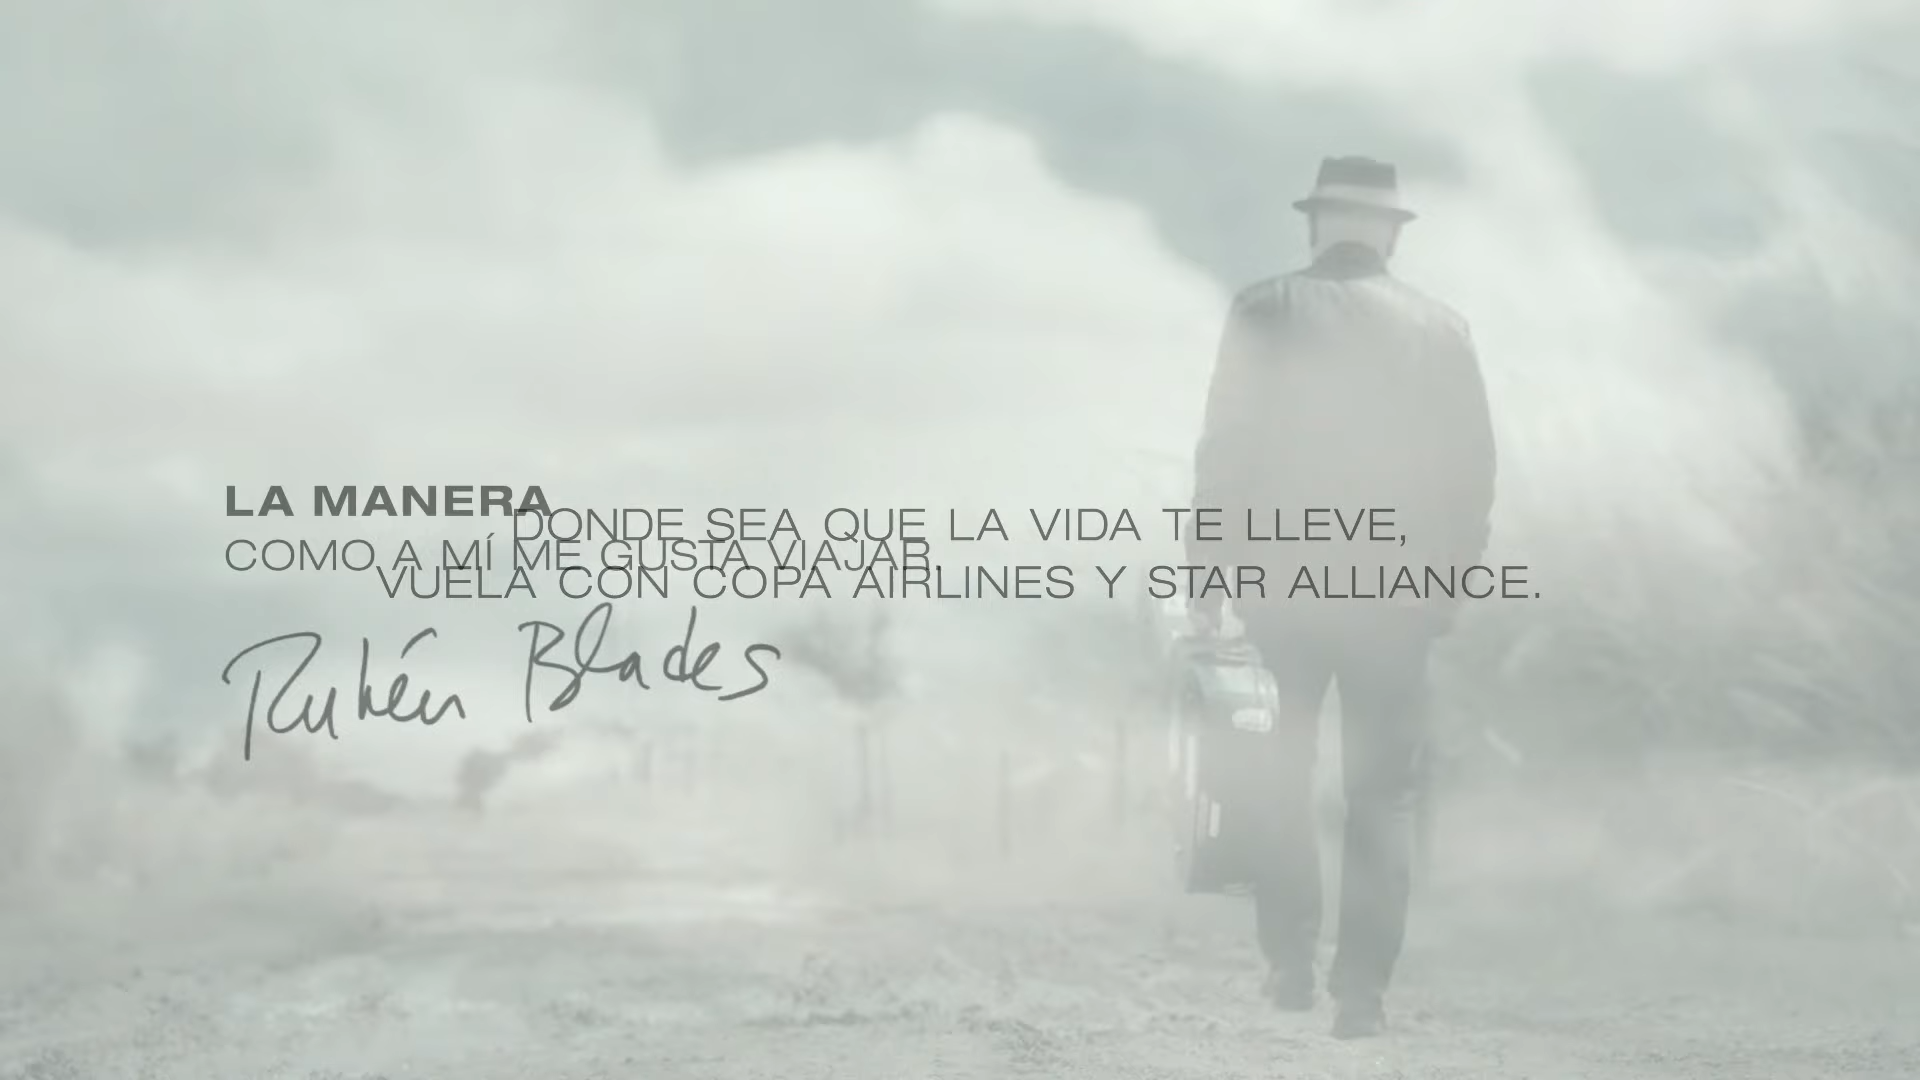 LA MANERA
COMO A MÍ ME GUSTA VIAJAR.
Rubén Blades
DONDE SEA QUE LA VIDA TE LLEVE,
VUELA CON COPA AIRLINES Y STAR ALLIANCE.